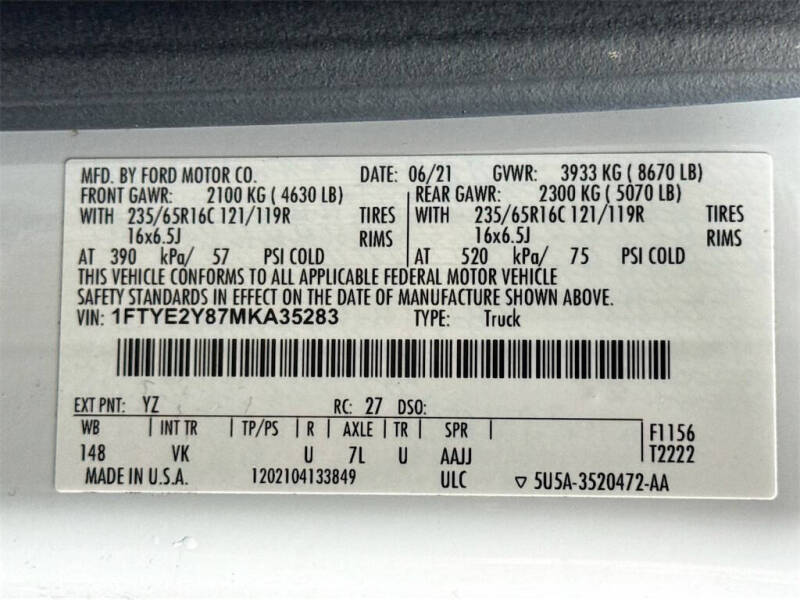 MFD. BY FORD MOTOR CO. DATE: 06/21 GVWR: 3933 KG (8670 LB)
FRONT GAWR: 2100 KG (4630 LB) REAR GAWR: 2300 KG (5070 LB)
WITH 235/65R16C 121/119R TIRES WITH 235/65R16C 121/119R TIRES
16x6.5J RIMS 16x6.5J RIMS
AT 390 kPa/ 57 PSI COLD AT 520 kPa/ 75 PSI COLD
THIS VEHICLE CONFORMS TO ALL APPLICABLE FEDERAL MOTOR VEHICLE
SAFETY STANDARDS IN EFFECT ON THE DATE OF MANUFACTURE SHOWN ABOVE.
VIN: 1FTYE2Y87MKA35283 TYPE: Truck
EXT PNT: YZ RC: 27 DSO:
WB INT TR TP/PS R AXLE TR SPR F1156
148 VK U 7L U AAJJ T2222
MADE IN U.S.A. 1202104133849 ULC ▽ 5U5A-3520472-AA